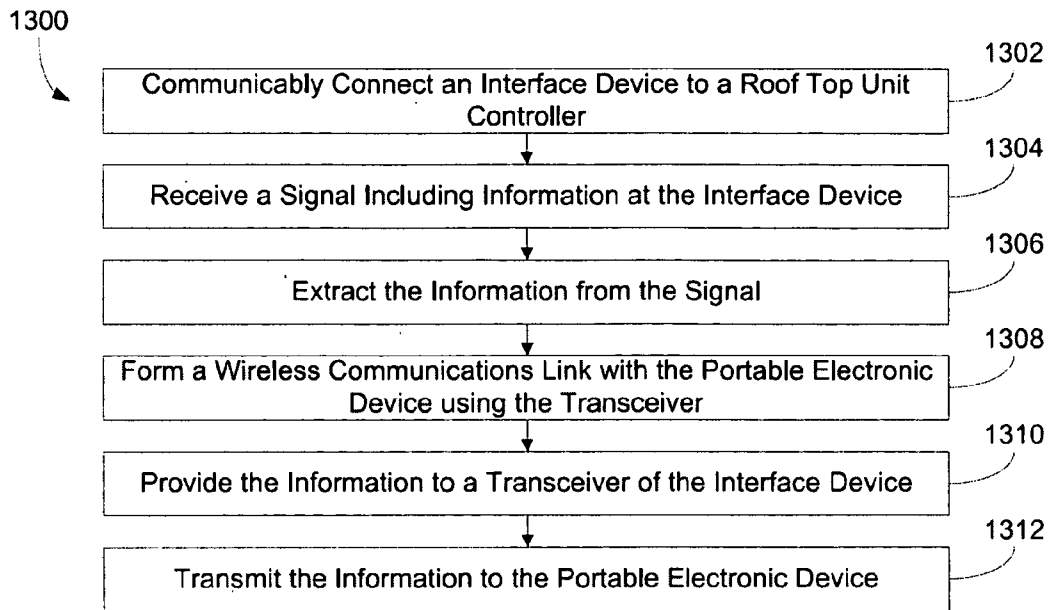 1300
1302
Communicably Connect an Interface Device to a Roof Top Unit
Controller
1304
Receive a Signal Including Information at the Interface Device
1306
Extract the Information from the Signal
1308
Form a Wireless Communications Link with the Portable Electronic
Device using the Transceiver
1310
Provide the Information to a Transceiver of the Interface Device
1312
Transmit the Information to the Portable Electronic Device